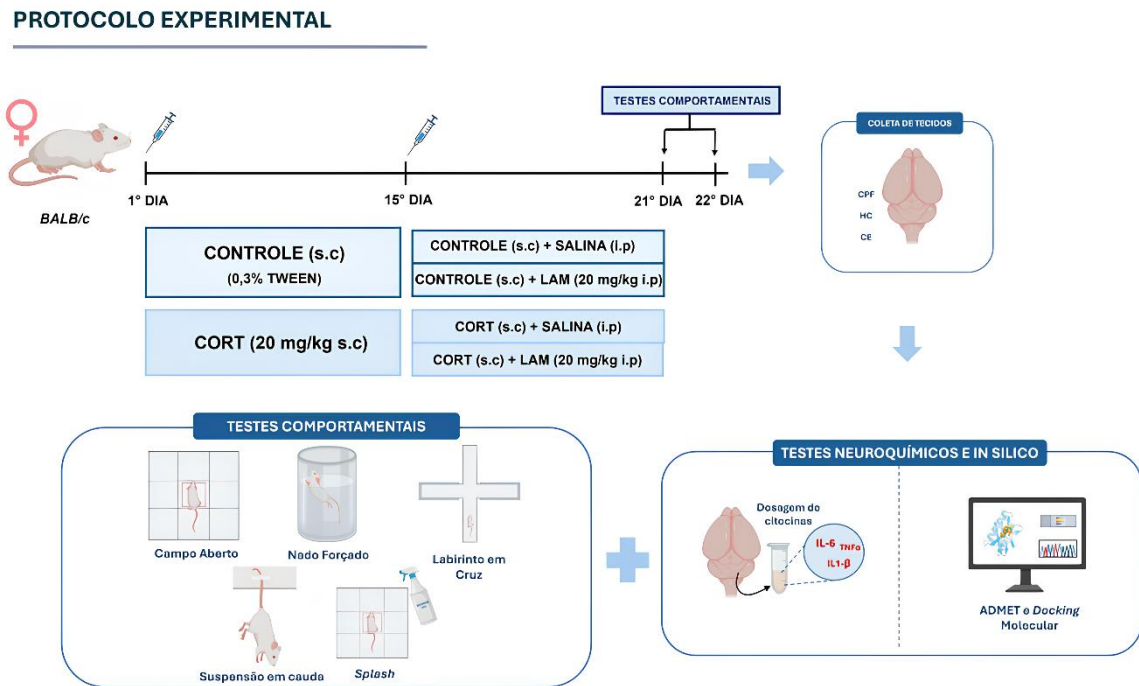 PROTOCOLO EXPERIMENTAL
TESTES COMPORTAMENTAIS
BALB/c
1° DIA
15° DIA
21° DIA
22° DIA
CONTROLE (s.c)
(0,3% TWEEN)
CONTROLE (s.c) + SALINA (i.p)
CONTROLE (s.c) + LAM (20 mg/kg i.p)
CORT (20 mg/kg s.c)
CORT (s.c) + SALINA (i.p)
CORT (s.c) + LAM (20 mg/kg i.p)
COLETA DE TECIDOS
CPF
HC
CE
TESTES COMPORTAMENTAIS
Campo Aberto
Nado Forçado
Labirinto em
Cruz
Suspensão em cauda
Splash
TESTES NEUROQUÍMICOS E IN SILICO
Dosagem de
citocinas
IL-6
TNFα
IL1-β
ADMET e Docking
Molecular